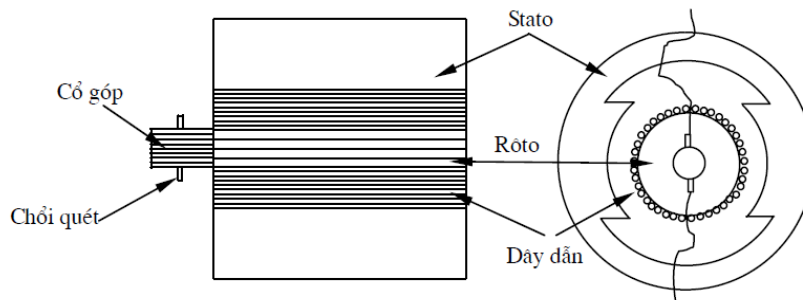 Stato
Cổ góp
Rôto
Chổi quét
Dây dẫn